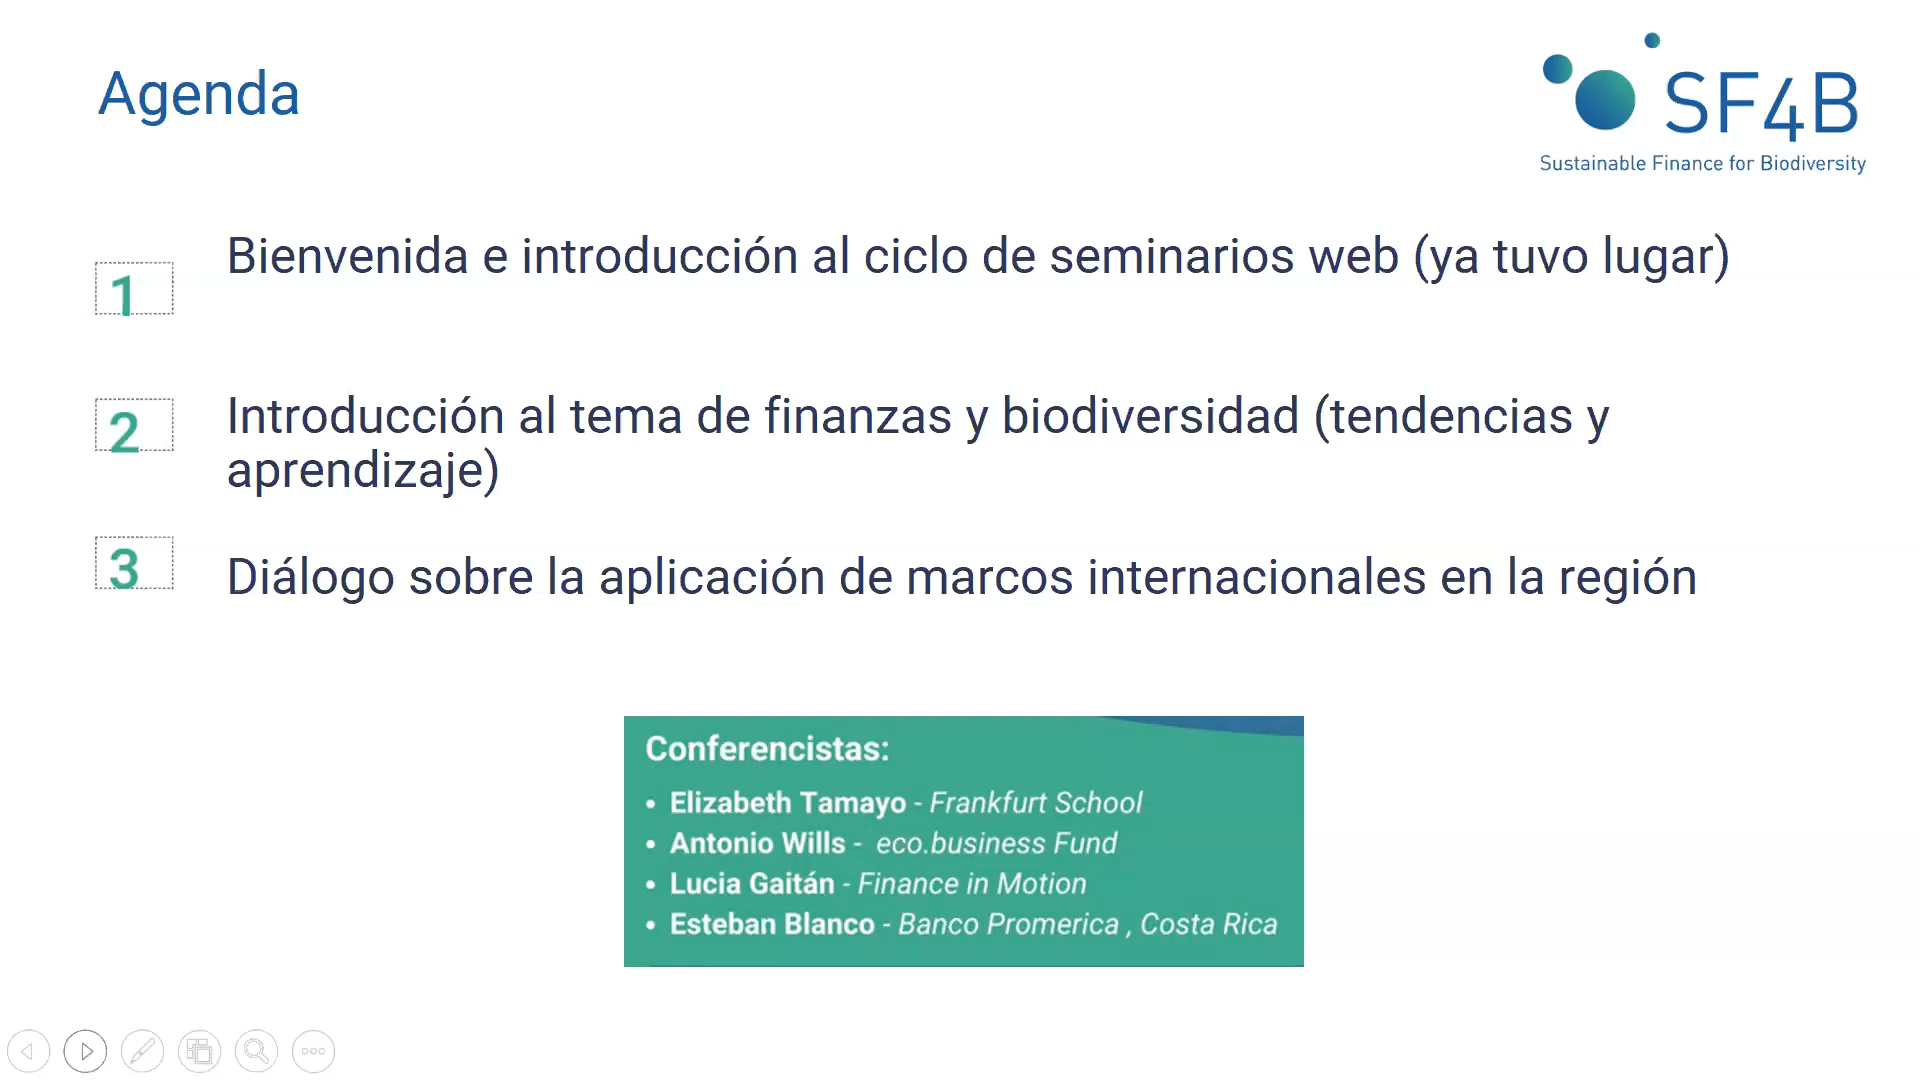 Agenda
SF4B
Sustainable Finance for Biodiversity
1
Bienvenida e introducción al ciclo de seminarios web (ya tuvo lugar)
2
Introducción al tema de finanzas y biodiversidad (tendencias y
aprendizaje)
3
Diálogo sobre la aplicación de marcos internacionales en la región
Conferencistas:
• Elizabeth Tamayo - Frankfurt School
• Antonio Wills - eco.business Fund
• Lucia Gaitán - Finance in Motion
• Esteban Blanco - Banco Promerica , Costa Rica